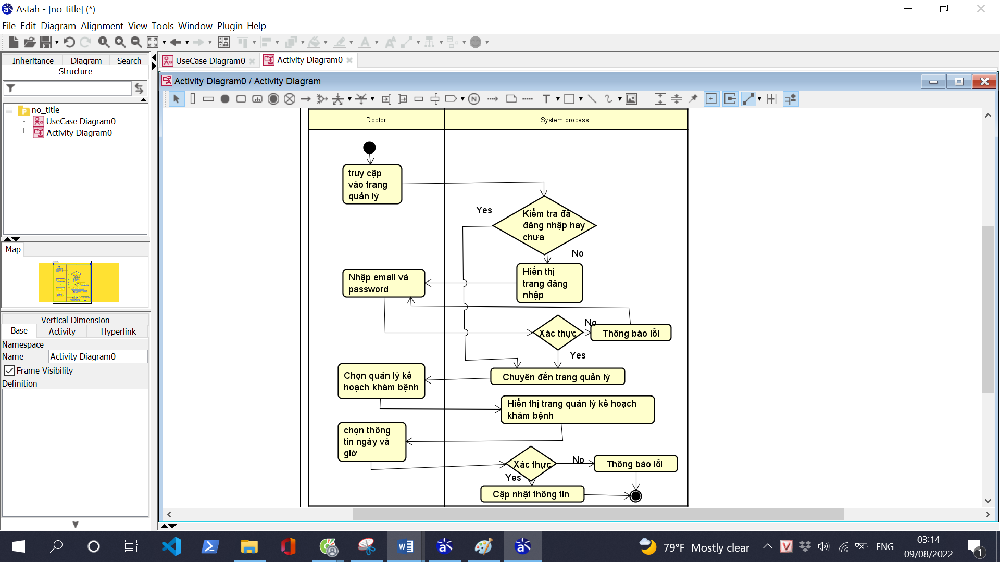 Astah - [no_title] (*)
File Edit Diagram Alignment View Tools Window Plugin Help
Inheritance Diagram Search
Structure
no_title
UseCase Diagram0
Activity Diagram0
Map
Vertical Dimension
Base Activity Hyperlink
Namespace
Name Activity Diagram0
Frame Visibility
Definition
UseCase Diagram0 Activity Diagram0
Activity Diagram0 / Activity Diagram
Doctor System process
truy cập
vào trang
quản lý
Kiểm tra đã
đăng nhập hay
chưa
Yes
No
Hiển thị
trang đăng
nhập
Nhập email và
password
Xác thực
No
Thông báo lỗi
Yes
Chuyên đến trang quản lý
Chọn quản lý kế
hoạch khám bệnh
Hiển thị trang quản lý kế hoạch
khám bệnh
chọn thông
tin ngày và
giờ
Xác thực
No
Thông báo lỗi
Yes
Cập nhật thông tin
79°F Mostly clear
ENG
03:14
09/08/2022
1